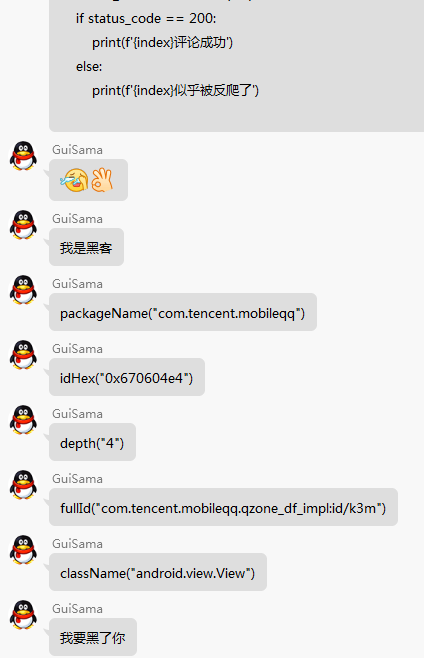 if status_code == 200:
print(f'{index}评论成功')
else:
print(f'{index}似乎被反爬了')
GuiSama
GuiSama
我是黑客
GuiSama
packageName("com.tencent.mobileqq")
GuiSama
idHex("0x670604e4")
GuiSama
depth("4")
GuiSama
fullId("com.tencent.mobileqq.qzone_df_impl:id/k3m")
GuiSama
className("android.view.View")
GuiSama
我要黑了你